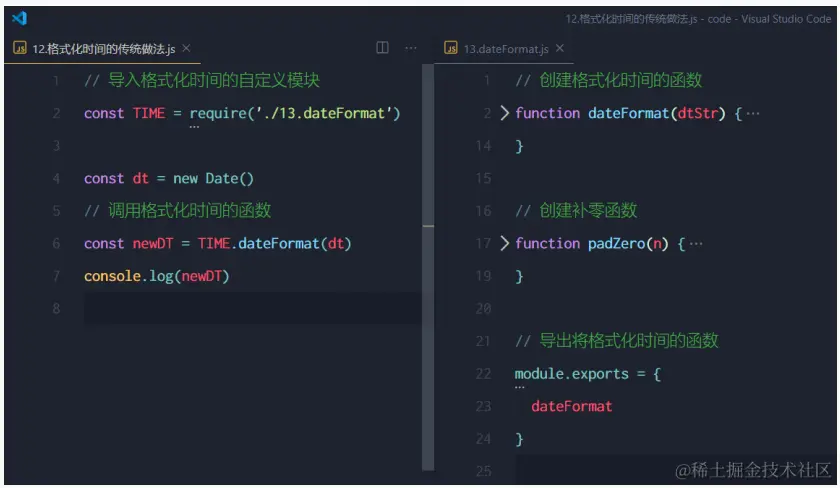 12.格式化时间的传统做法.js - code - Visual Studio Code
12.格式化时间的传统做法.js
1 // 导入格式化时间的自定义模块
2 const TIME = require('./13.dateFormat')
3
4 const dt = new Date()
5 // 调用格式化时间的函数
6 const newDT = TIME.dateFormat(dt)
7 console.log(newDT)
8
13.dateFormat.js
1 // 创建格式化时间的函数
2 function dateFormat(dtStr) {…
14 }
15
16 // 创建补零函数
17 function padZero(n) {…
19 }
20
21 // 导出将格式化时间的函数
22 module.exports = {
23 dateFormat
24 }
25
@稀土掘金技术社区